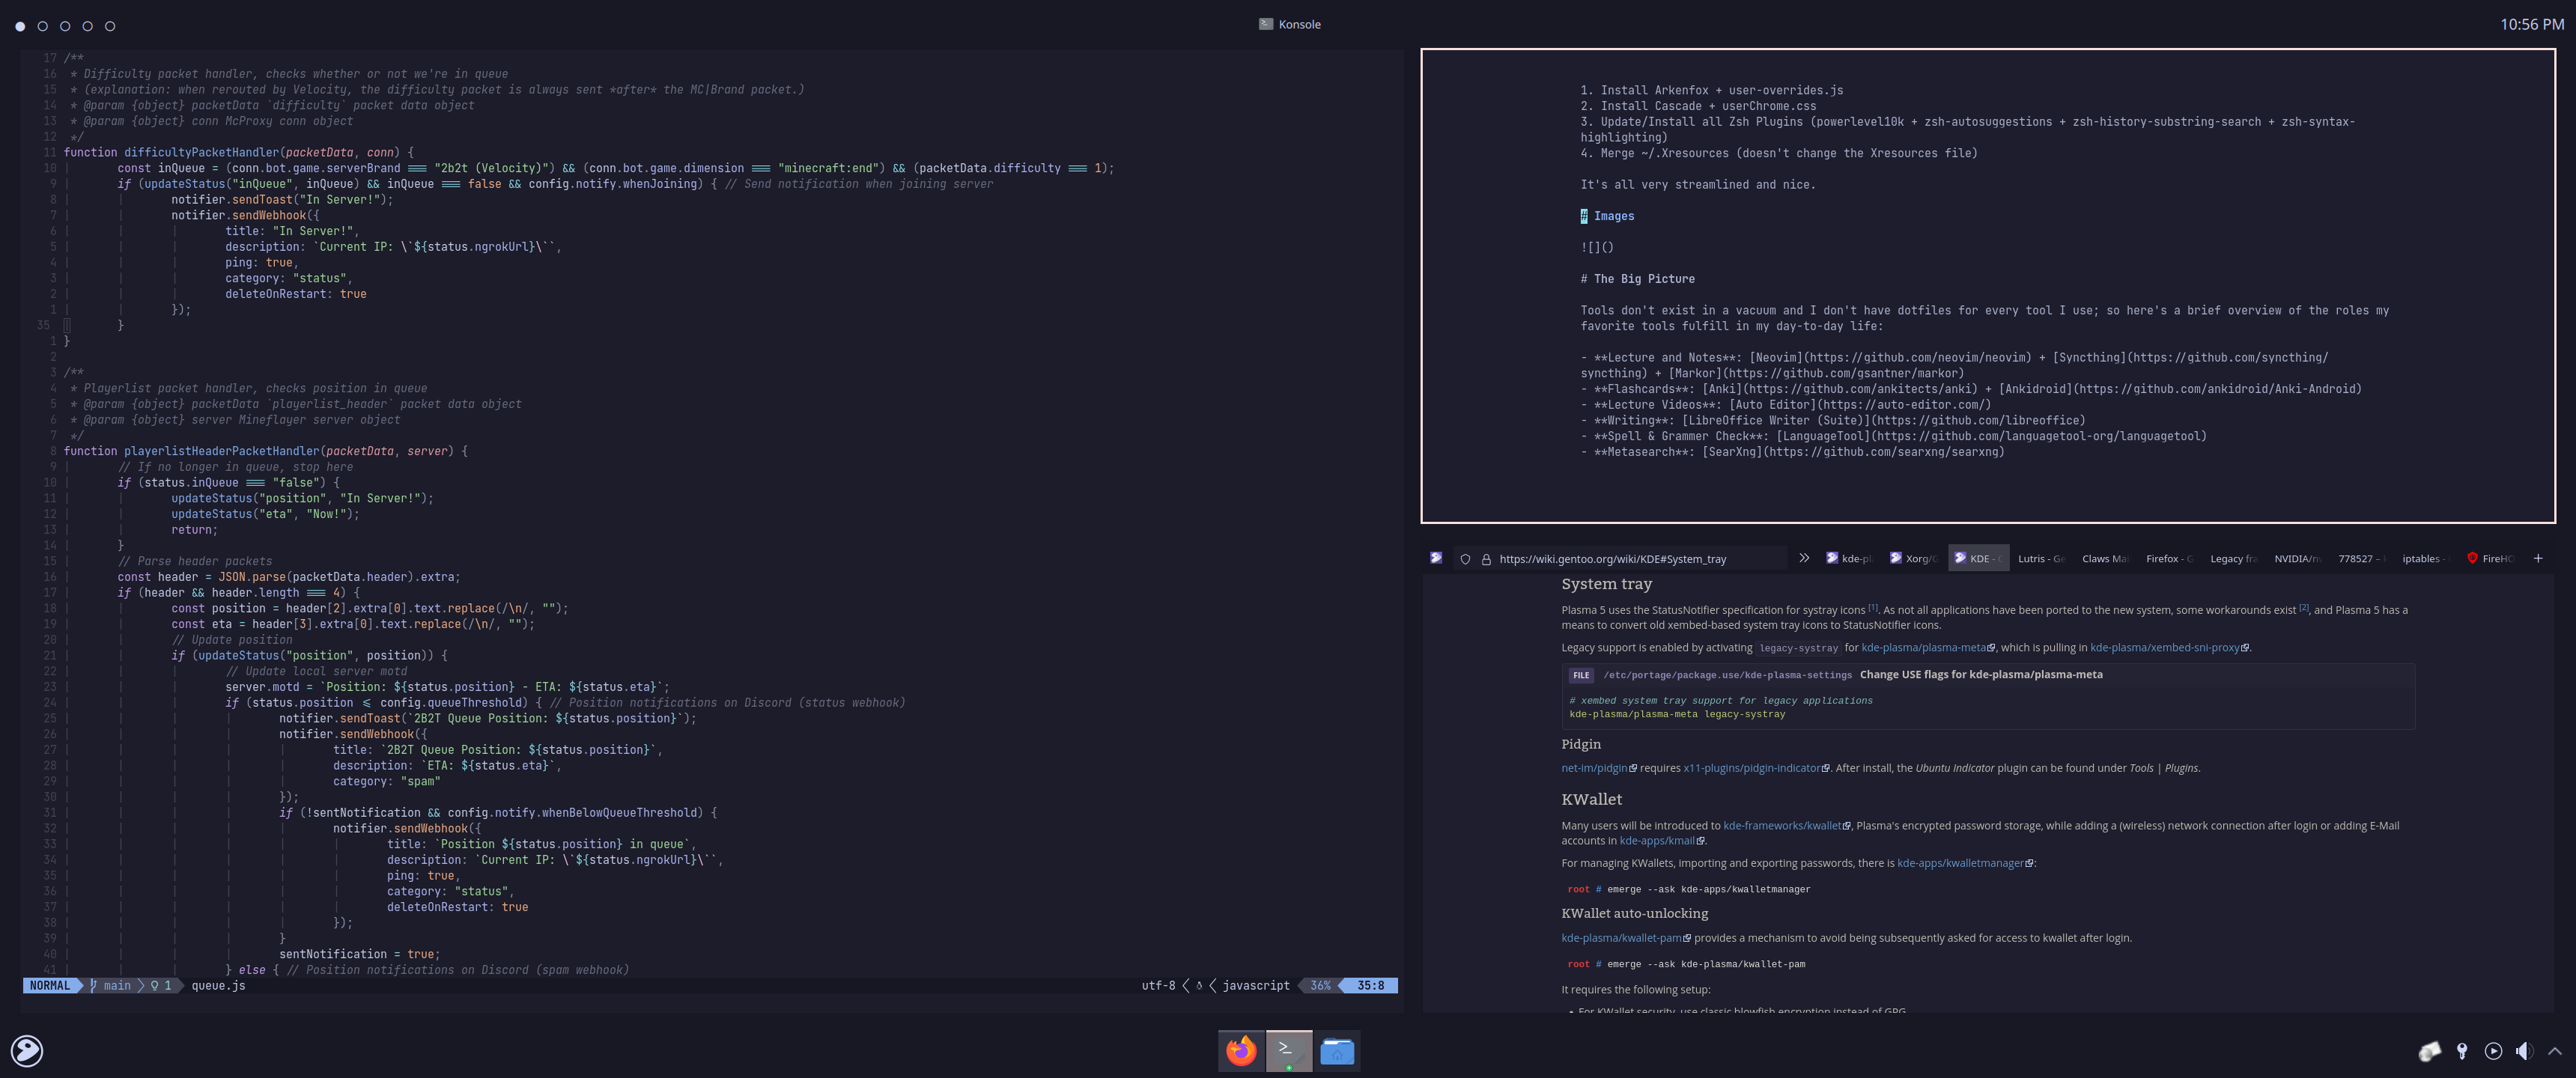 Konsole
10:56 PM
17 /**
16  * Difficulty packet handler, checks whether or not we're in queue
15  * (explanation: when rerouted by Velocity, the difficulty packet is always sent *after* the MC|Brand packet.)
14  * @param {object} packetData `difficulty` packet data object
13  * @param {object} conn McProxy conn object
12  */
11 function difficultyPacketHandler(packetData, conn) {
10 const inQueue = (conn.bot.game.serverBrand === "2b2t (Velocity)") && (conn.bot.game.dimension === "minecraft:end") && (packetData.difficulty === 1);
9 if (updateStatus("inQueue", inQueue) && inQueue === false && config.notify.whenJoining) { // Send notification when joining server
8 notifier.sendToast("In Server!");
7 notifier.sendWebhook({
6 title: "In Server!",
5 description: `Current IP: \`${status.ngrokUrl}\``,
4 ping: true,
3 category: "status",
2 deleteOnRestart: true
1 });
35 }
1 }
2
3 /**
4  * Playerlist packet handler, checks position in queue
5  * @param {object} packetData `playerlist_header` packet data object
6  * @param {object} server Mineflayer server object
7  */
8 function playerlistHeaderPacketHandler(packetData, server) {
9 // If no longer in queue, stop here
10 if (status.inQueue === "false") {
11 updateStatus("position", "In Server!");
12 updateStatus("eta", "Now!");
13 return;
14 }
15 // Parse header packets
16 const header = JSON.parse(packetData.header).extra;
17 if (header && header.length === 4) {
18 const position = header[2].extra[0].text.replace(/\n/, "");
19 const eta = header[3].extra[0].text.replace(/\n/, "");
20 // Update position
21 if (updateStatus("position", position)) {
22 // Update local server motd
23 server.motd = `Position: ${status.position} - ETA: ${status.eta}`;
24 if (status.position <= config.queueThreshold) { // Position notifications on Discord (status webhook)
25 notifier.sendToast(`2B2T Queue Position: ${status.position}`);
26 notifier.sendWebhook({
27 title: `2B2T Queue Position: ${status.position}`,
28 description: `ETA: ${status.eta}`,
29 category: "spam"
30 });
31 if (!sentNotification && config.notify.whenBelowQueueThreshold) {
32 notifier.sendWebhook({
33 title: `Position ${status.position} in queue`,
34 description: `Current IP: \`${status.ngrokUrl}\``,
35 ping: true,
36 category: "status",
37 deleteOnRestart: true
38 });
39 }
40 sentNotification = true;
41 } else { // Position notifications on Discord (spam webhook)
NORMAL main 1 queue.js utf-8 javascript 36% 35:8
1. Install Arkenfox + user-overrides.js
2. Install Cascade + userChrome.css
3. Update/Install all Zsh Plugins (powerlevel10k + zsh-autosuggestions + zsh-history-substring-search + zsh-syntax-
highlighting)
4. Merge ~/.Xresources (doesn't change the Xresources file)
It's all very streamlined and nice.
# Images
![]()
# The Big Picture
Tools don't exist in a vacuum and I don't have dotfiles for every tool I use; so here's a brief overview of the roles my
favorite tools fulfill in my day-to-day life:
- **Lecture and Notes**: [Neovim](https://github.com/neovim/neovim) + [Syncthing](https://github.com/syncthing/
syncthing) + [Markor](https://github.com/gsantner/markor)
- **Flashcards**: [Anki](https://github.com/ankitects/anki) + [Ankidroid](https://github.com/ankidroid/Anki-Android)
- **Lecture Videos**: [Auto Editor](https://auto-editor.com/)
- **Writing**: [LibreOffice Writer (Suite)](https://github.com/libreoffice)
- **Spell & Grammer Check**: [LanguageTool](https://github.com/languagetool-org/languagetool)
- **Metasearch**: [SearXng](https://github.com/searxng/searxng)
https://wiki.gentoo.org/wiki/KDE#System_tray kde-pl Xorg/G KDE - G Lutris - Ge Claws Mai Firefox - G Legacy fra NVIDIA/n 778527 – iptables - FireHO +
System tray
Plasma 5 uses the StatusNotifier specification for systray icons [1]. As not all applications have been ported to the new system, some workarounds exist [2], and Plasma 5 has a
means to convert old xembed-based system tray icons to StatusNotifier icons.
Legacy support is enabled by activating legacy-systray for kde-plasma/plasma-meta, which is pulling in kde-plasma/xembed-sni-proxy.
FILE /etc/portage/package.use/kde-plasma-settings Change USE flags for kde-plasma/plasma-meta
# xembed system tray support for legacy applications
kde-plasma/plasma-meta legacy-systray
Pidgin
net-im/pidgin requires x11-plugins/pidgin-indicator. After install, the Ubuntu Indicator plugin can be found under Tools | Plugins.
KWallet
Many users will be introduced to kde-frameworks/kwallet, Plasma's encrypted password storage, while adding a (wireless) network connection after login or adding E-Mail
accounts in kde-apps/kmail.
For managing KWallets, importing and exporting passwords, there is kde-apps/kwalletmanager:
root # emerge --ask kde-apps/kwalletmanager
KWallet auto-unlocking
kde-plasma/kwallet-pam provides a mechanism to avoid being subsequently asked for access to kwallet after login.
root # emerge --ask kde-plasma/kwallet-pam
It requires the following setup:
• For KWallet security, use classic blowfish encryption instead of GPG